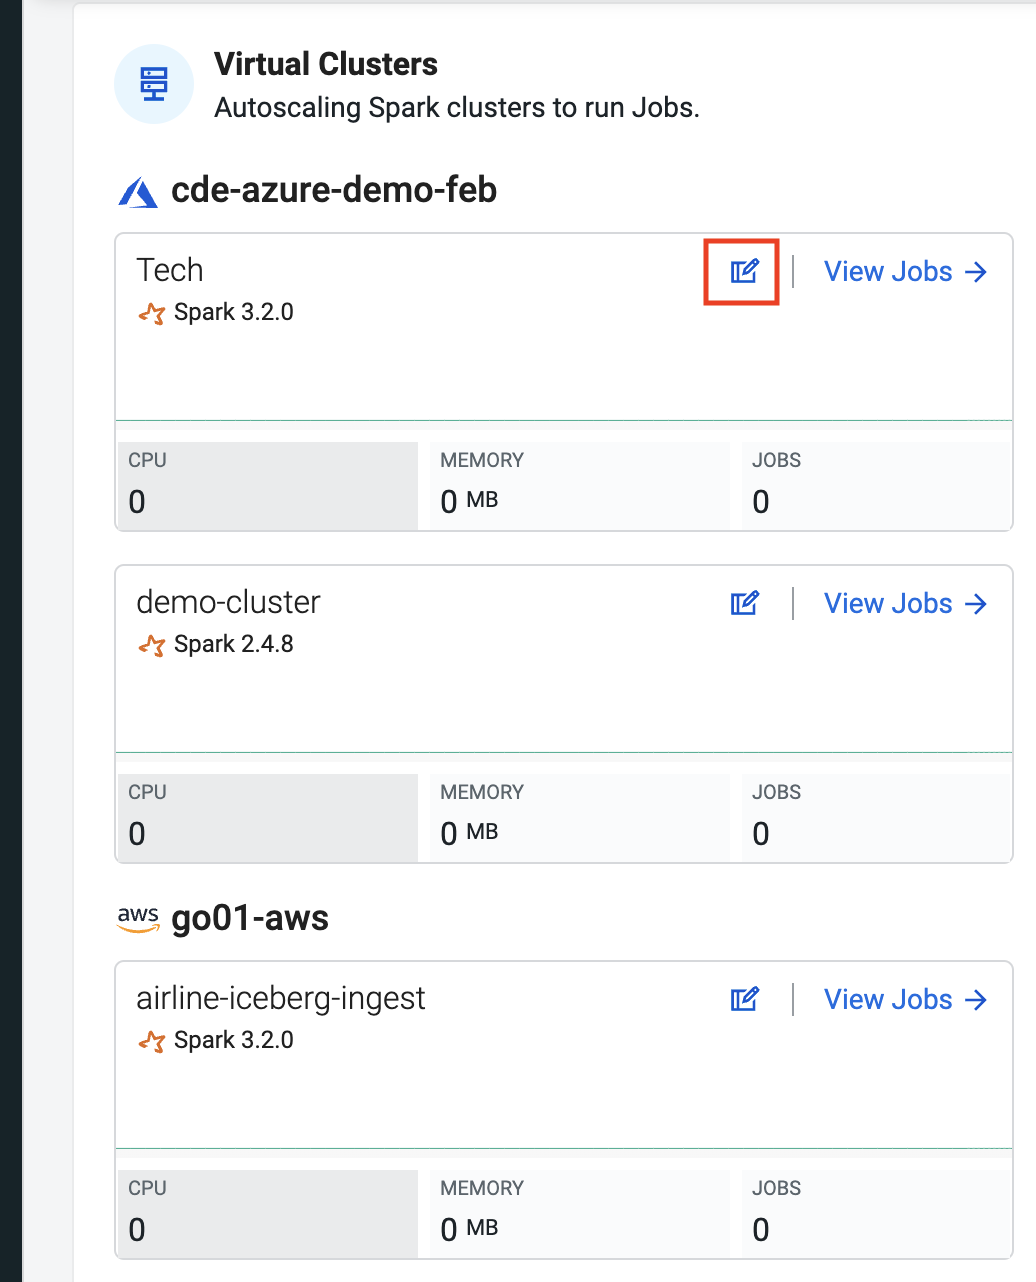 Virtual Clusters
Autoscaling Spark clusters to run Jobs.
cde-azure-demo-feb
Tech
View Jobs
Spark 3.2.0
CPU MEMORY JOBS
0 0 MB 0
demo-cluster
View Jobs
Spark 2.4.8
CPU MEMORY JOBS
0 0 MB 0
aws go01-aws
airline-iceberg-ingest
View Jobs
Spark 3.2.0
CPU MEMORY JOBS
0 0 MB 0